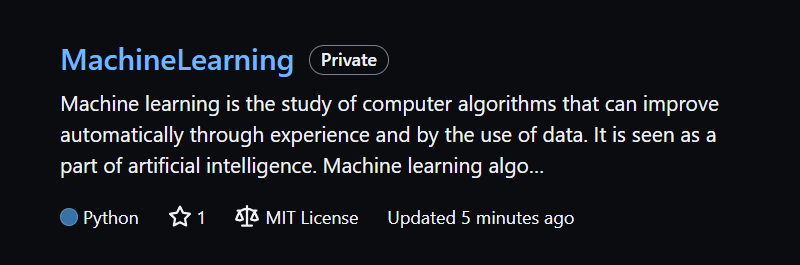 MachineLearning Private
Machine learning is the study of computer algorithms that can improve
automatically through experience and by the use of data. It is seen as a
part of artificial intelligence. Machine learning algo...
Python 1 MIT License Updated 5 minutes ago